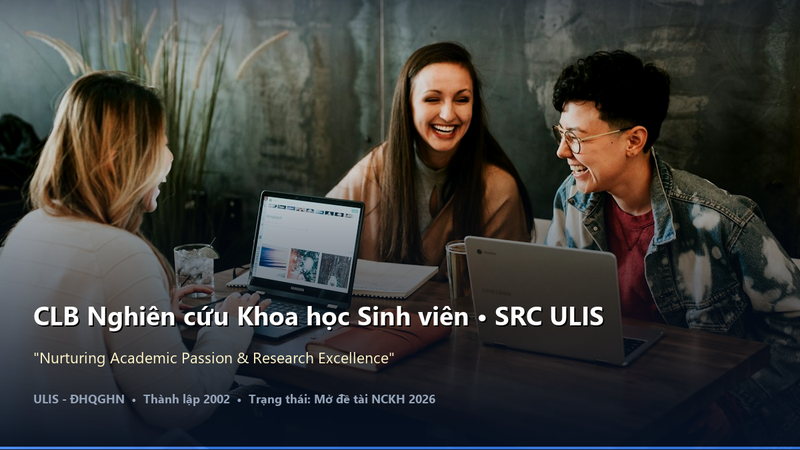 CLB Nghiên cứu Khoa học Sinh viên • SRC ULIS
"Nurturing Academic Passion & Research Excellence"
ULIS - ĐHQGHN • Thành lập 2002 • Trạng thái: Mở đề tài NCKH 2026